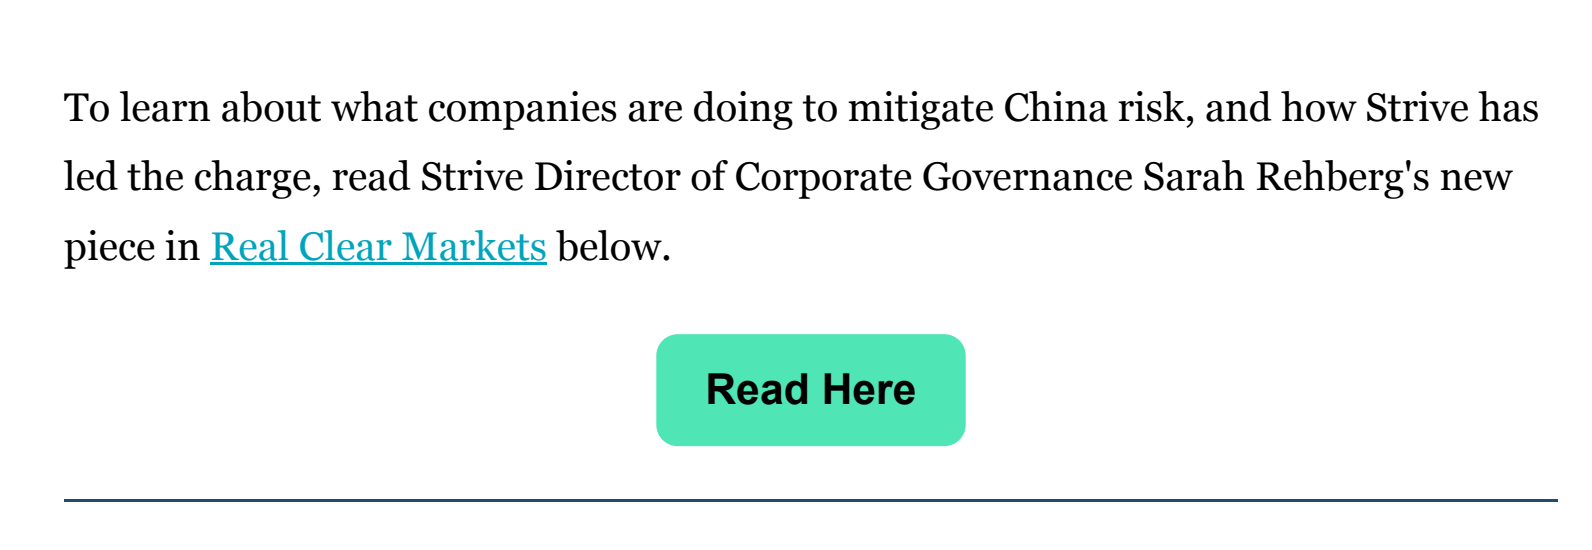 To learn about what companies are doing to mitigate China risk, and how Strive has
led the charge, read Strive Director of Corporate Governance Sarah Rehberg's new
piece in Real Clear Markets below.
Read Here